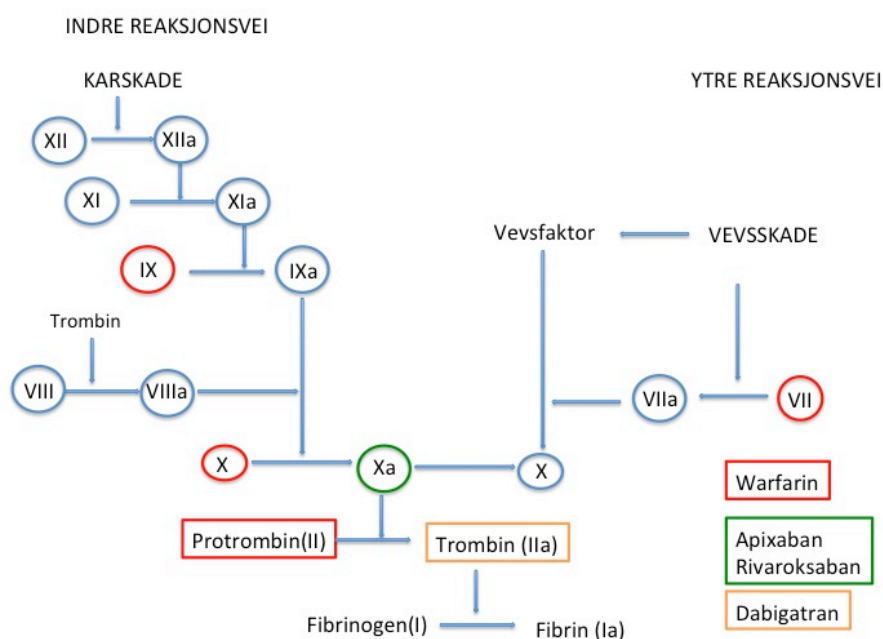 INDRE REAKSJONSVEI
KARSKADE
YTRE REAKSJONSVEI
XII
XIIa
XI
XIa
Vevsfaktor
VEVSSKADE
IX
IXa
Trombin
VIII
VIIIa
VIIa
VII
X
Xa
X
Warfarin
Protrombin(II)
Trombin (IIa)
Apixaban
Rivaroksaban
Fibrinogen(I)
Fibrin (Ia)
Dabigatran